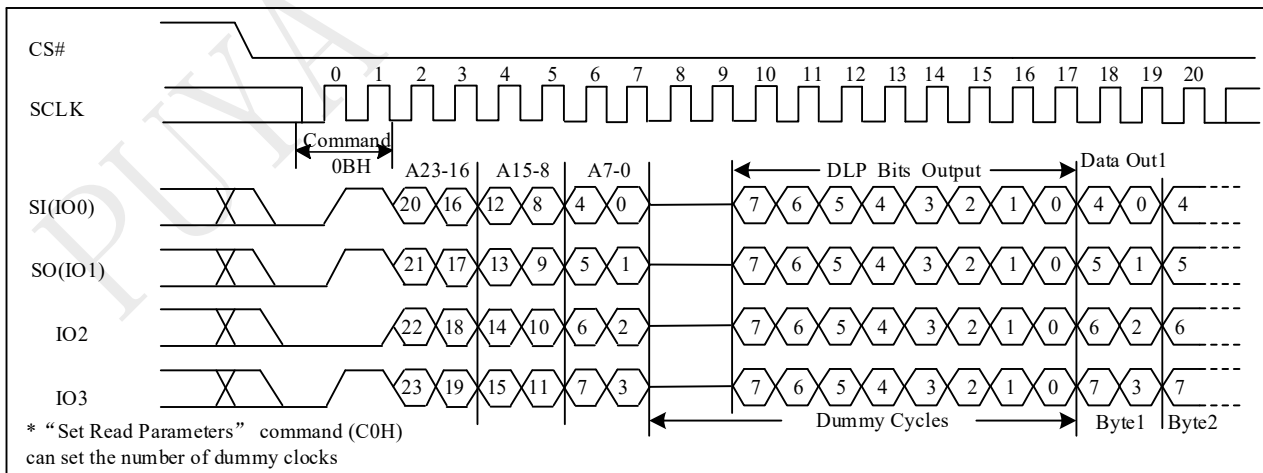 PUYA
CS#
0 1 2 3 4 5 6 7 8 9 10 11 12 13 14 15 16 17 18 19 20
SCLK
Command
0BH
A23-16 A15-8 A7-0 DLP Bits Output Data Out1
SI(IO0) 20 16 12 8 4 0 7 6 5 4 3 2 1 0 4 0 4
SO(IO1) 21 17 13 9 5 1 7 6 5 4 3 2 1 0 5 1 5
IO2 22 18 14 10 6 2 7 6 5 4 3 2 1 0 6 2 6
IO3 23 19 15 11 7 3 7 6 5 4 3 2 1 0 7 3 7
Dummy Cycles Byte1 Byte2
* “Set Read Parameters” command (C0H)
can set the number of dummy clocks